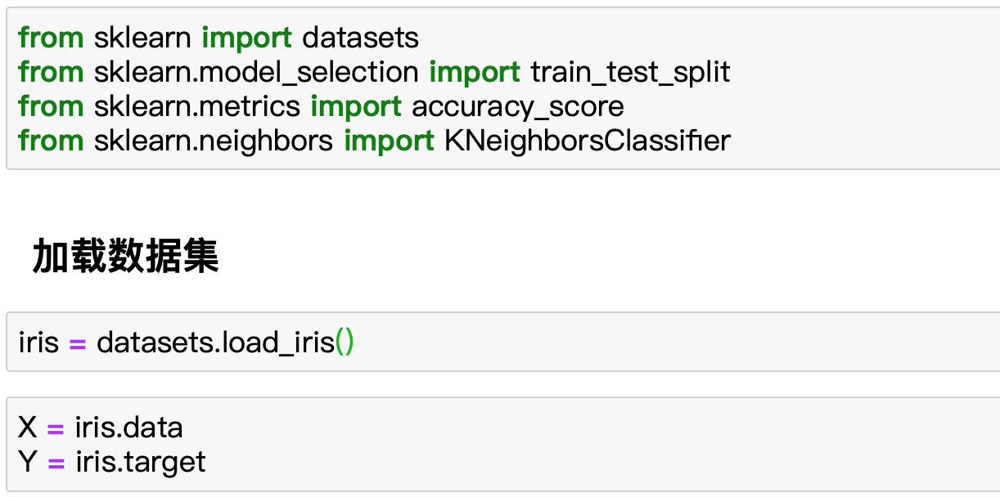 from sklearn import datasets
from sklearn.model_selection import train_test_split
from sklearn.metrics import accuracy_score
from sklearn.neighbors import KNeighborsClassifier
加载数据集
iris = datasets.load_iris()
X = iris.data
Y = iris.target